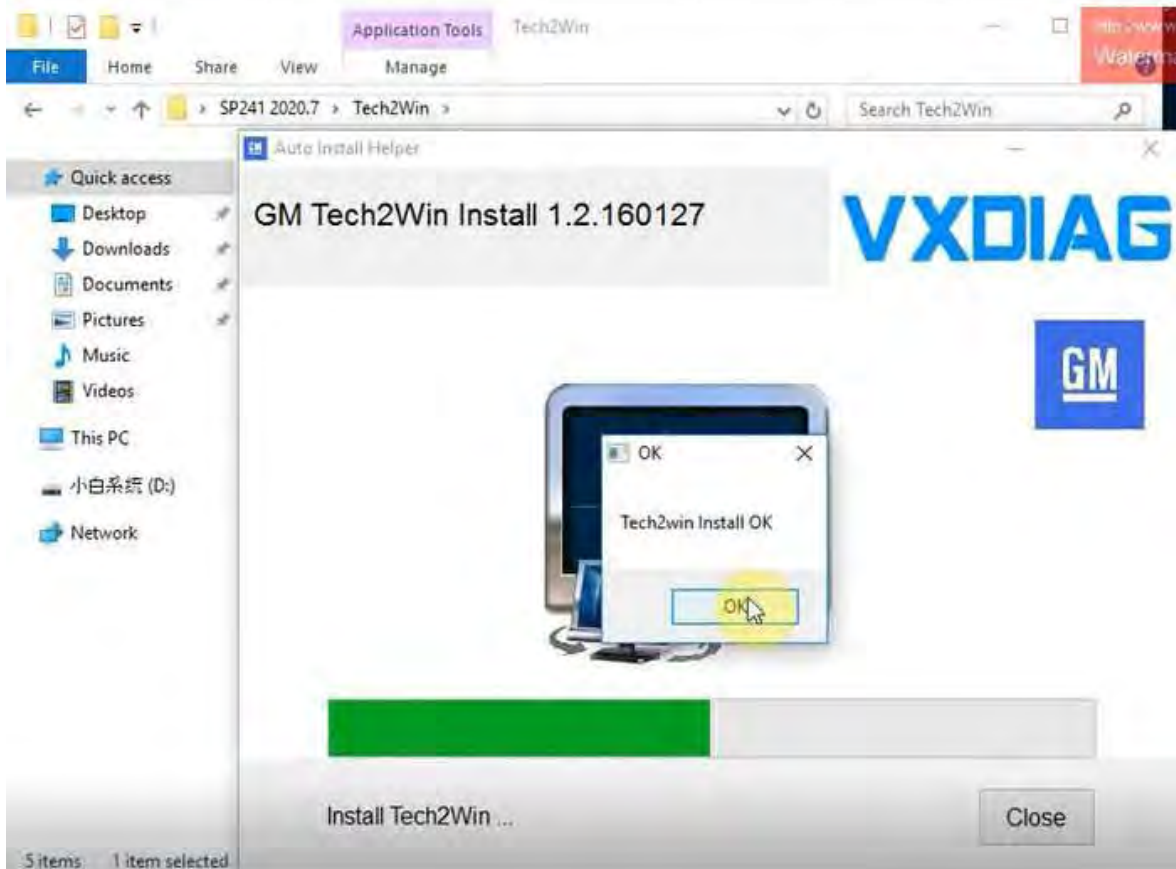 Application Tools
Tech2Win
File
Home
Share
View
Manage
SP241 2020.7 › Tech2Win ›
Search Tech2Win
Auto Install Helper
Quick access
Desktop
Downloads
Documents
Pictures
Music
Videos
This PC
小白系统 (D:)
Network
GM Tech2Win Install 1.2.160127
VXDIAG
GM
OK
Tech2win Install OK
OK
Install Tech2Win ...
Close
5 items
1 item selected